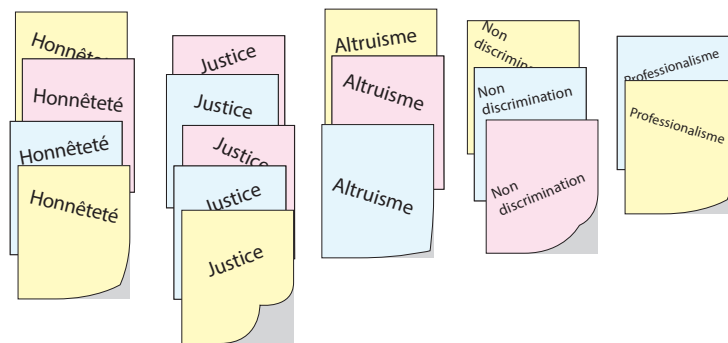 Honnêteté
Honnêteté
Honnêteté
Honnêteté
Justice
Justice
Justice
Justice
Justice
Altruisme
Altruisme
Altruisme
Non
discrimin
Non
discrimination
Non
discrimination
Professionalisme
Professionalisme